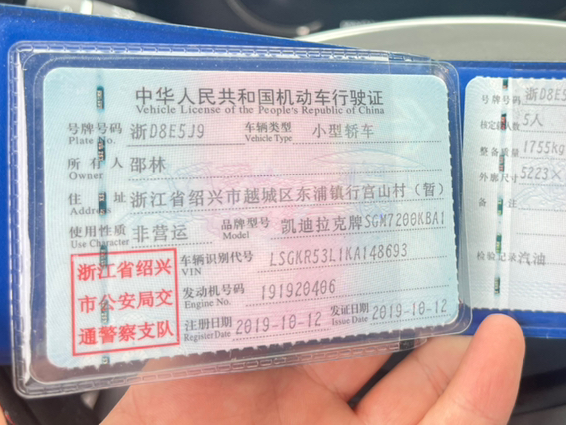 中华人民共和国机动车行驶证
Vehicle License of the People's Republic of China
号牌号码 浙D8E5J9 车辆类型 小型轿车
Plate No. Vehicle Type
所有人 邵林
Owner
住址 浙江省绍兴市越城区东浦镇行宫山村（暂）
Address
使用性质 非营运 品牌型号 凯迪拉克牌SGM7200KBA1
Use Character Model
浙江省绍兴
市公安局交
通警察支队
车辆识别代号 LSGKR53L1KA148693
VIN
发动机号码 191920406
Engine No.
注册日期 2019-10-12 发证日期 2019-10-12
Register Date Issue Date
号牌号码 浙D8E5
核定载人数 5人
整备质量 1755kg
外廓尺寸 5223×
备注
检验记录 汽油